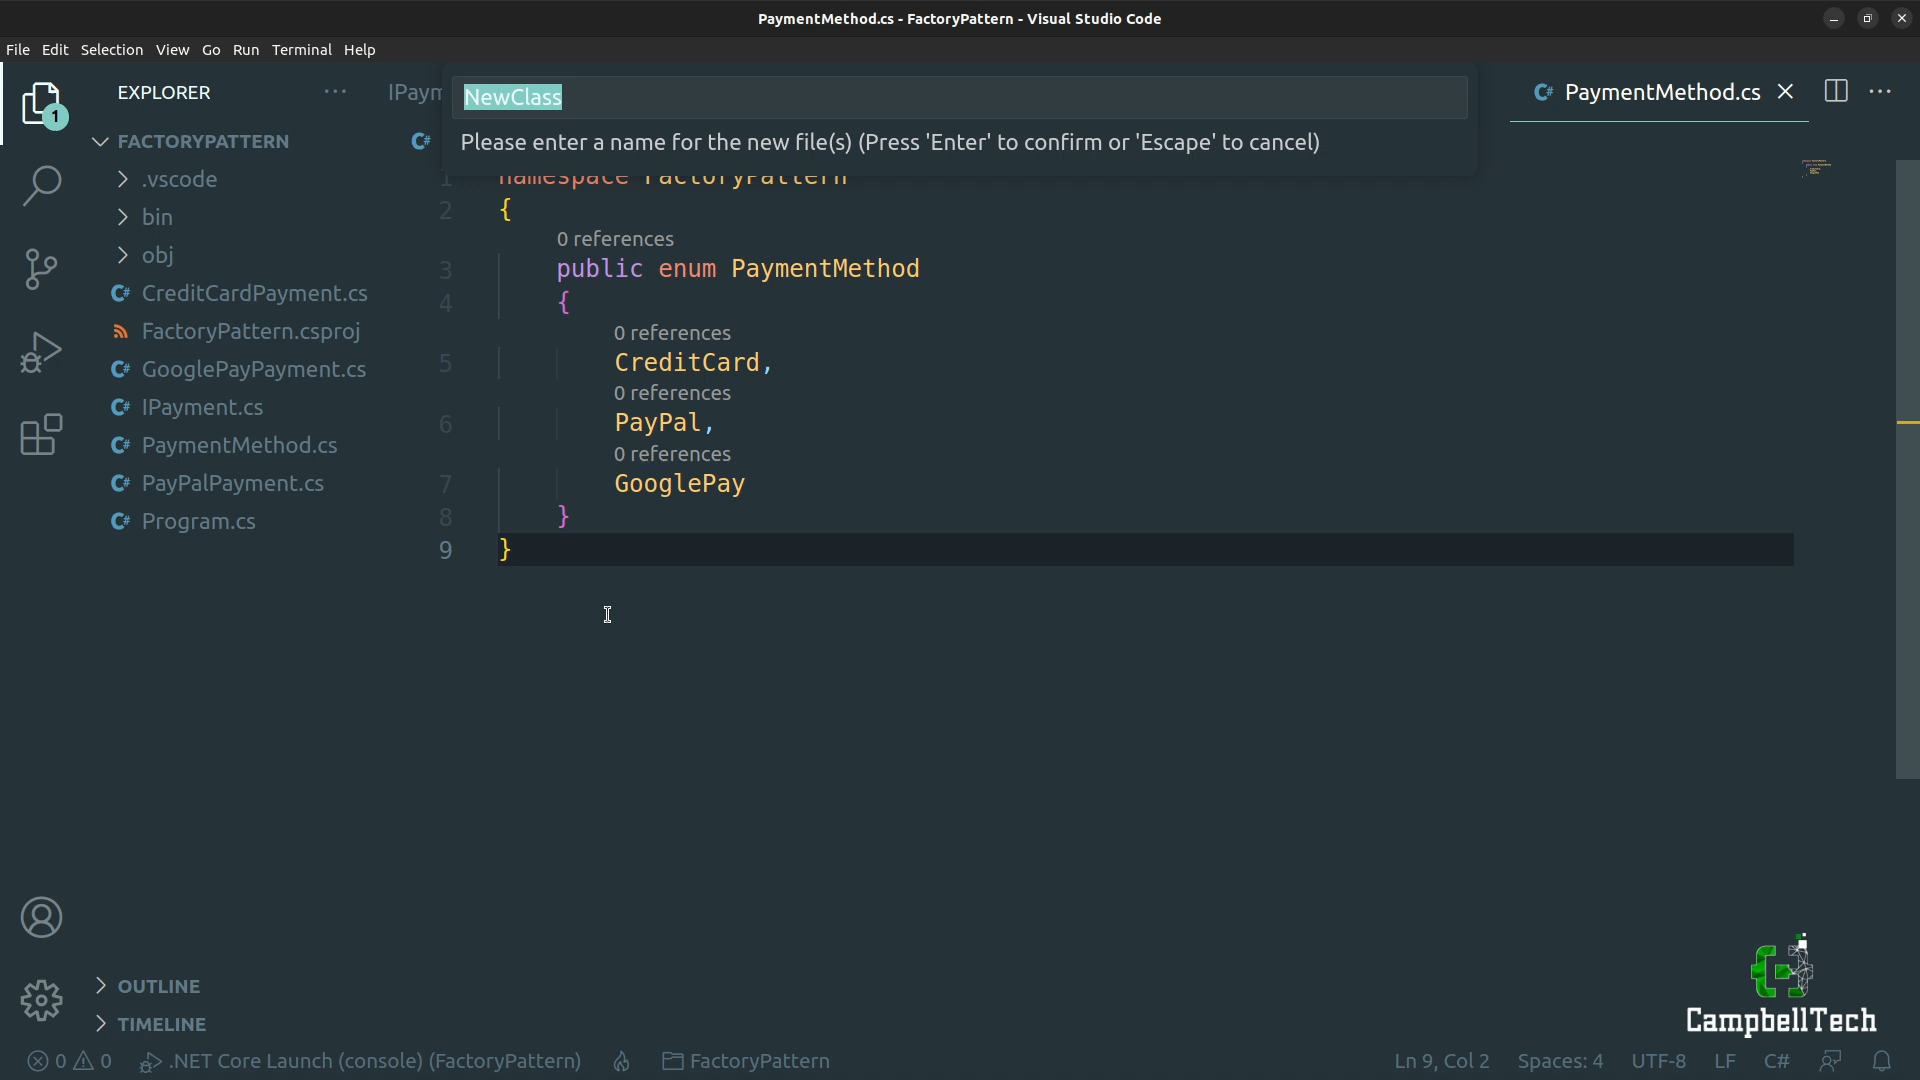 PaymentMethod.cs - FactoryPattern - Visual Studio Code
File Edit Selection View Go Run Terminal Help
1
EXPLORER
NewClass
Please enter a name for the new file(s) (Press 'Enter' to confirm or 'Escape' to cancel)
PaymentMethod.cs
FACTORYPATTERN
.vscode
bin
obj
CreditCardPayment.cs
FactoryPattern.csproj
GooglePayPayment.cs
IPayment.cs
PaymentMethod.cs
PayPalPayment.cs
Program.cs
OUTLINE
TIMELINE
1 namespace FactoryPattern
2 {
0 references
3 public enum PaymentMethod
4 {
0 references
5 CreditCard,
0 references
6 PayPal,
0 references
7 GooglePay
8 }
9 }
CampbellTech
0 0 .NET Core Launch (console) (FactoryPattern) FactoryPattern Ln 9, Col 2 Spaces: 4 UTF-8 LF C#